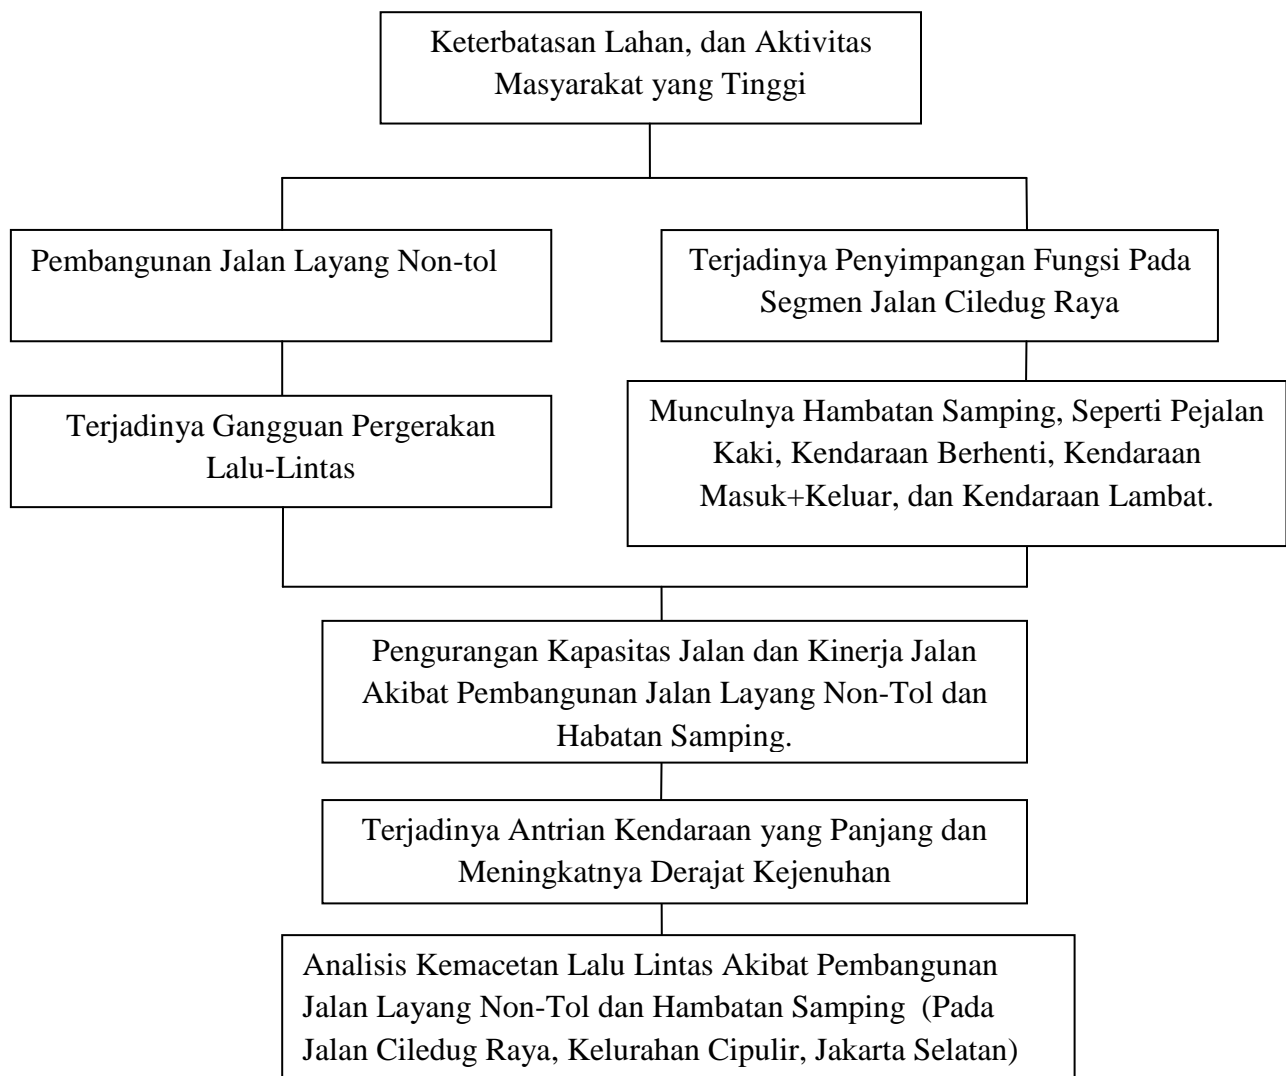 Keterbatasan Lahan, dan Aktivitas
Masyarakat yang Tinggi
Pembangunan Jalan Layang Non-tol
Terjadinya Penyimpangan Fungsi Pada
Segmen Jalan Ciledug Raya
Terjadinya Gangguan Pergerakan
Lalu-Lintas
Munculnya Hambatan Samping, Seperti Pejalan
Kaki, Kendaraan Berhenti, Kendaraan
Masuk+Keluar, dan Kendaraan Lambat.
Pengurangan Kapasitas Jalan dan Kinerja Jalan
Akibat Pembangunan Jalan Layang Non-Tol dan
Habatan Samping.
Terjadinya Antrian Kendaraan yang Panjang dan
Meningkatnya Derajat Kejenuhan
Analisis Kemacetan Lalu Lintas Akibat Pembangunan
Jalan Layang Non-Tol dan Hambatan Samping (Pada
Jalan Ciledug Raya, Kelurahan Cipulir, Jakarta Selatan)